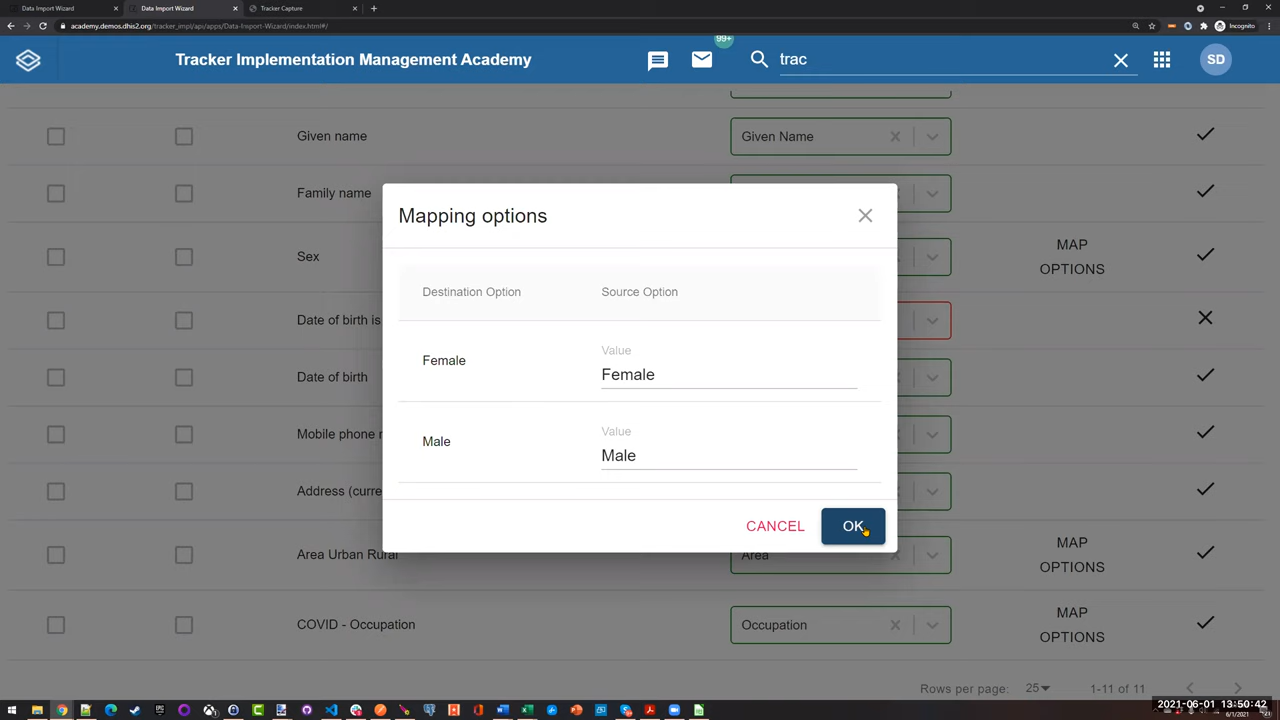 Data Import Wizard
Data Import Wizard
Tracker Capture
academy.demos.dhis2.org/tracker_impl/api/apps/Data-Import-Wizard/index.html#/
Incognito
Tracker Implementation Management Academy
99+
trac
SD
Given name
Given Name
Family name
Sex
MAP
OPTIONS
Date of birth is
Date of birth
Mobile phone
Address (curre
Area Urban Rural
Area
MAP
OPTIONS
COVID - Occupation
Occupation
MAP
OPTIONS
Mapping options
Destination Option
Source Option
Female
Value
Female
Male
Value
Male
CANCEL
OK
Rows per page:
25
1-11 of 11
2021-06-01 13:50:42
6/1/2021